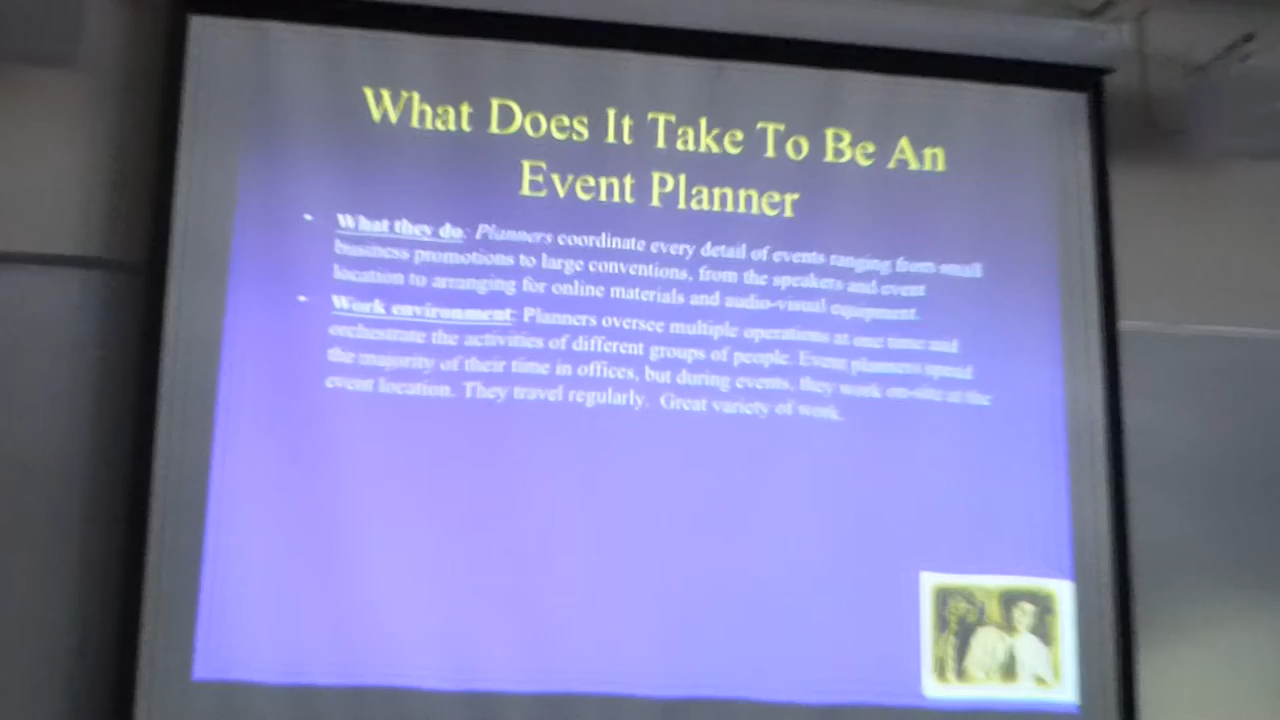 What Does It Take To Be An
Event Planner
• What they do: Planners coordinate every detail of events ranging from small
business promotions to large conventions, from the speakers and event
location to arranging for online materials and audio-visual equipment.
• Work environment: Planners oversee multiple operations at one time and
orchestrate the activities of different groups of people. Event planners spend
the majority of their time in offices, but during events, they work on-site at the
event location. They travel regularly. Great variety of work.